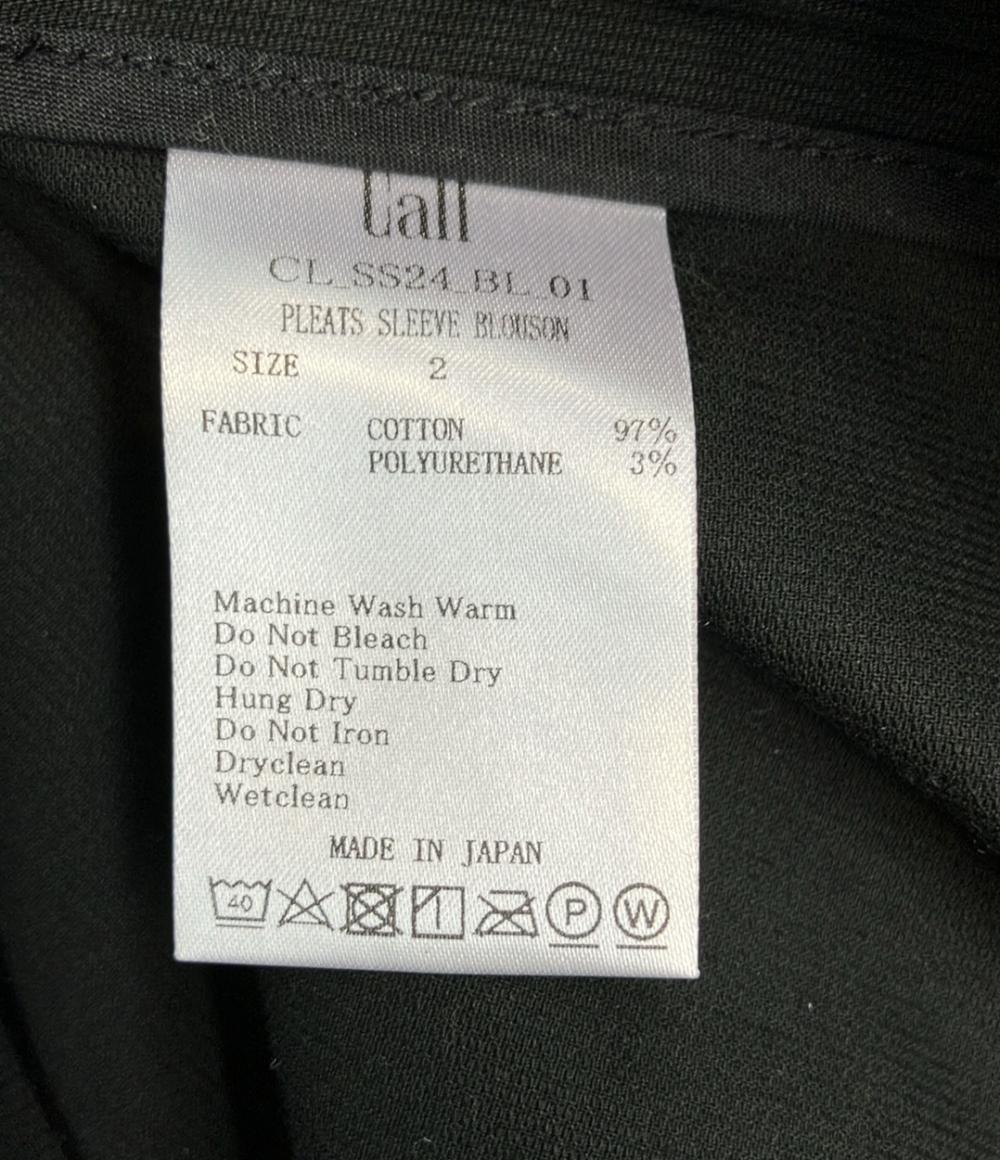 Call
CL_SS24_BL_01
PLEATS SLEEVE BLOUSON
SIZE 2
FABRIC COTTON 97%
POLYURETHANE 3%
Machine Wash Warm
Do Not Bleach
Do Not Tumble Dry
Hung Dry
Do Not Iron
Dryclean
Wetclean
MADE IN JAPAN
40 P W